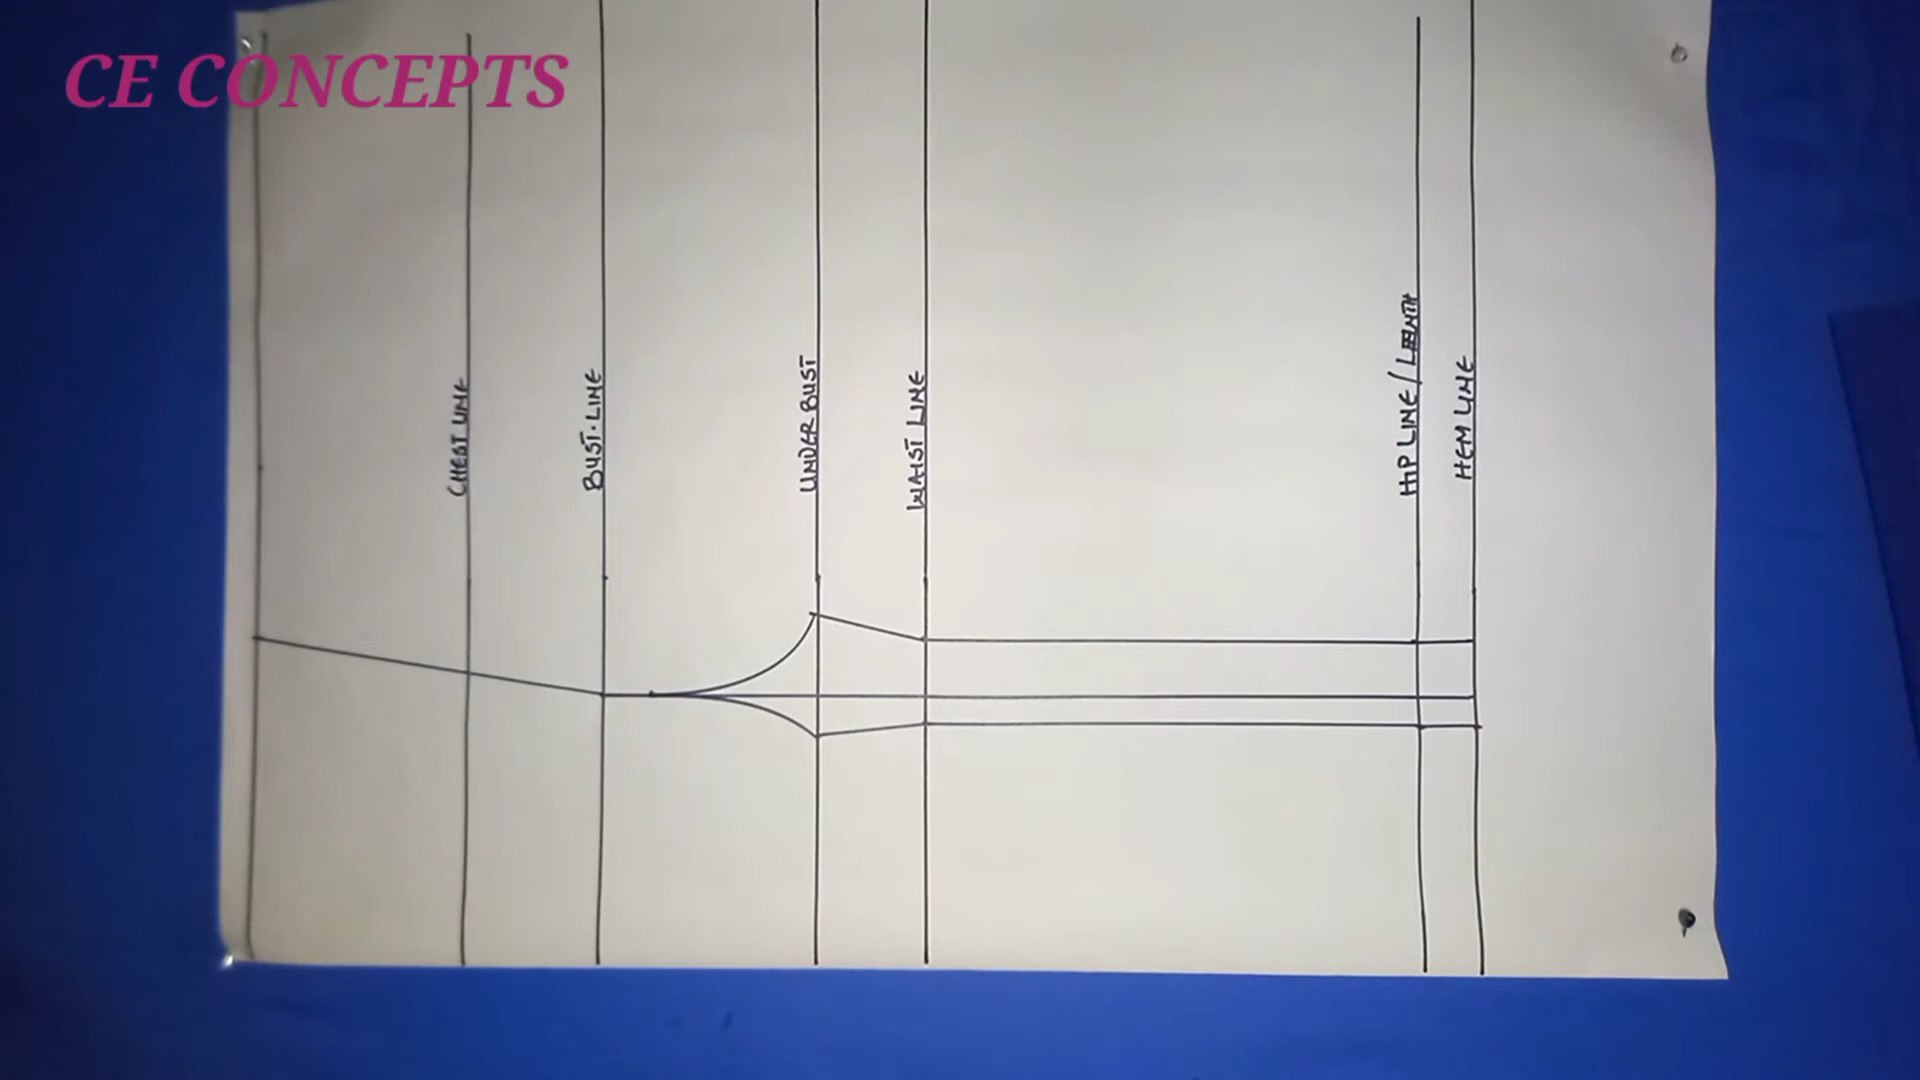 CE CONCEPTS
CHEST LINE
BUST. LINE
UNDER BUST
WAIST LINE
HIP LINE /
HEM LINE